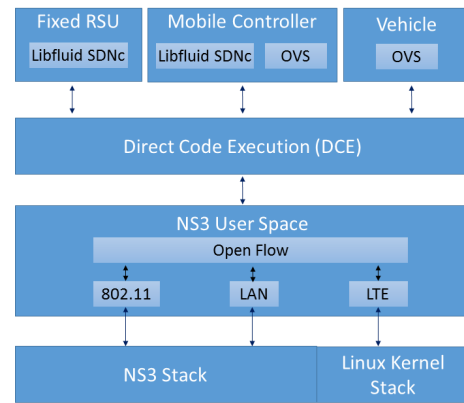 Fixed RSU
Libfluid SDNc
Mobile Controller
Libfluid SDNc
OVS
Vehicle
OVS
Direct Code Execution (DCE)
NS3 User Space
Open Flow
802.11
LAN
LTE
NS3 Stack
Linux Kernel
Stack